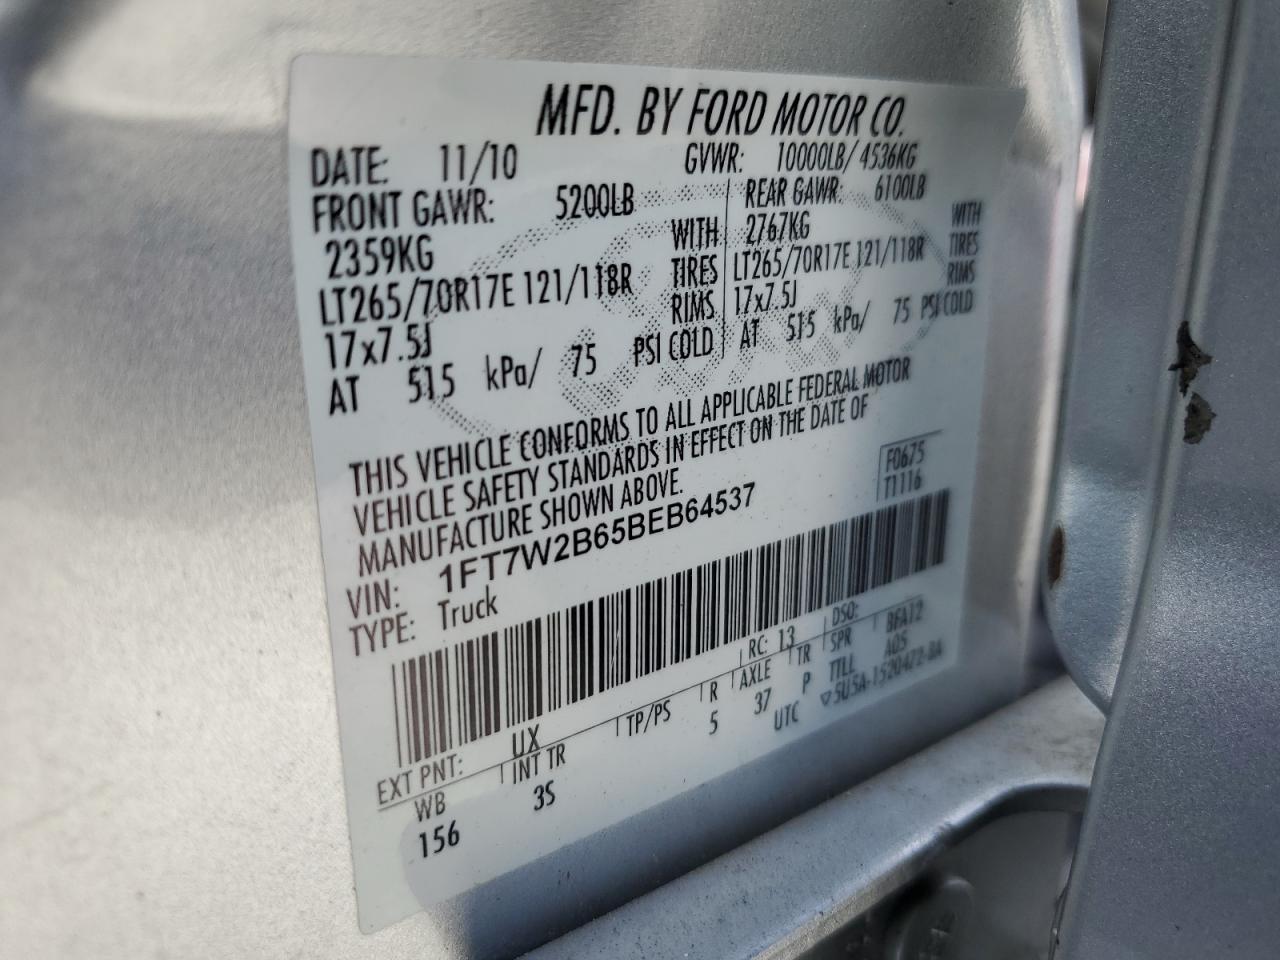 MFD. BY FORD MOTOR CO.
DATE: 11/10 GVWR: 10000LB/ 4536KG
FRONT GAWR: 5200LB REAR GAWR: 6100LB
2359KG WITH 2767KG WITH
LT265/70R17E 121/118R TIRES LT265/70R17E 121/118R TIRES
17x7.5J RIMS 17x7.5J RIMS
AT 515 kPa/ 75 PSI COLD AT 515 kPa/ 75 PSI COLD
THIS VEHICLE CONFORMS TO ALL APPLICABLE FEDERAL MOTOR
VEHICLE SAFETY STANDARDS IN EFFECT ON THE DATE OF
MANUFACTURE SHOWN ABOVE.
F0675
T1116
VIN: 1FT7W2B65BEB64537
TYPE: Truck
EXT PNT: UX RC: 13 DSO:
WB INT TR TP/PS R AXLE TR SPR BFA12
156 3S 5 37 P TTLL A05
UTC ▽5U5A-1520472-BA